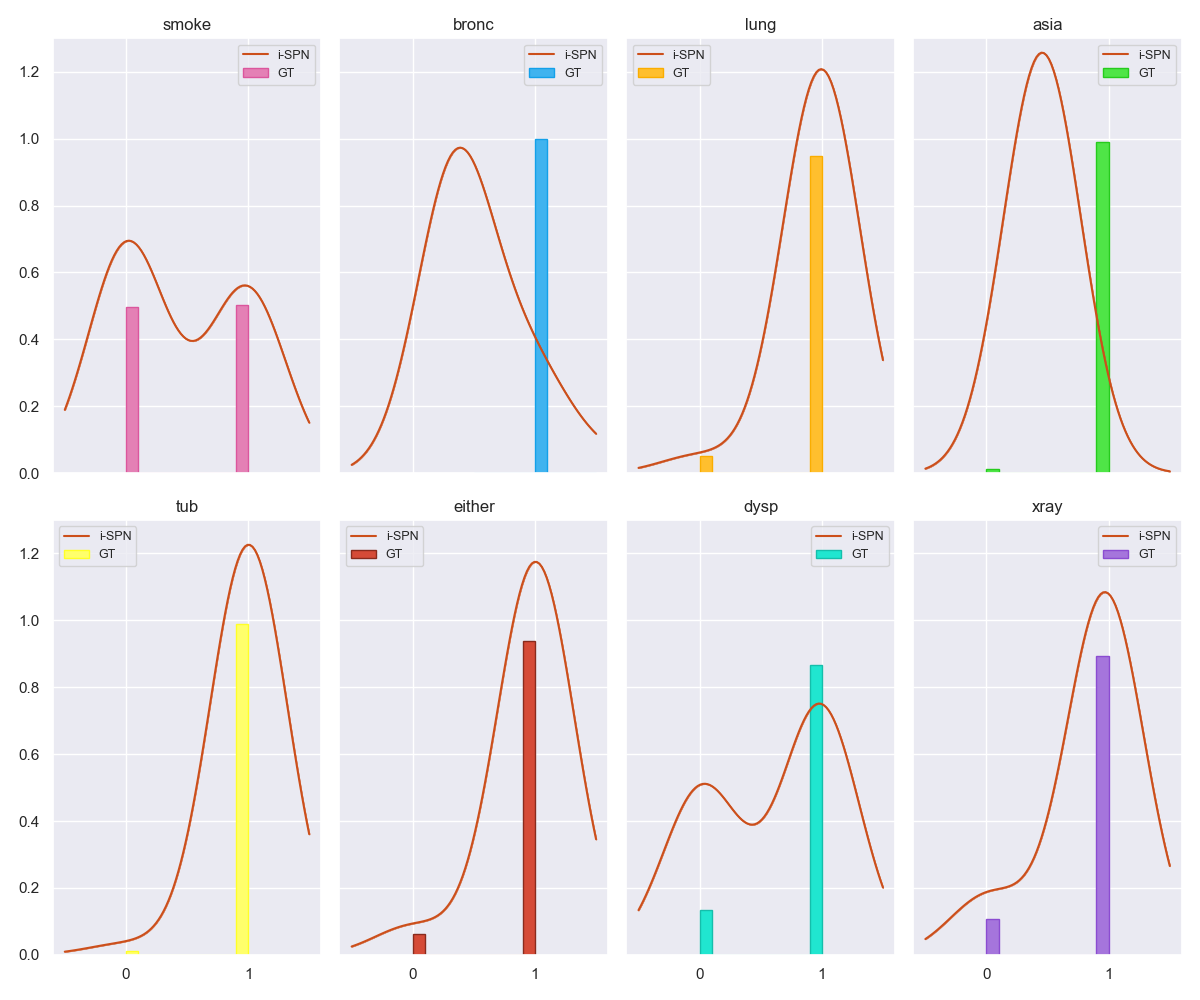 smoke
bronc
lung
asia
i-SPN
GT
i-SPN
GT
i-SPN
GT
i-SPN
GT
1.2
1.0
0.8
0.6
0.4
0.2
0.0
tub
either
dysp
xray
i-SPN
GT
i-SPN
GT
i-SPN
GT
i-SPN
GT
1.2
1.0
0.8
0.6
0.4
0.2
0.0
0 1
0 1
0 1
0 1